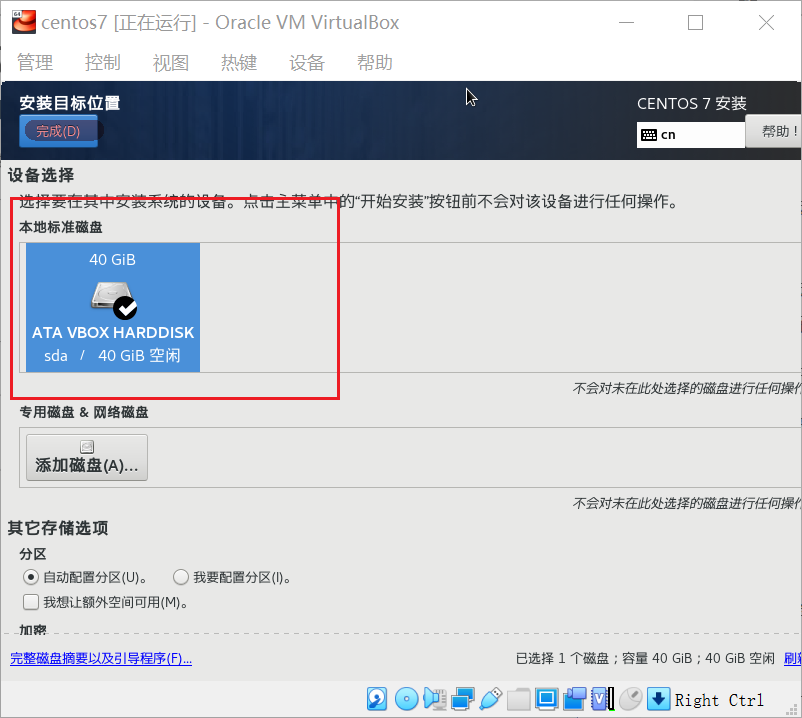 centos7 [正在运行] - Oracle VM VirtualBox
管理 控制 视图 热键 设备 帮助
安装目标位置
CENTOS 7 安装
完成(D)
cn
帮助！
设备选择
选择要在其中安装系统的设备。点击主菜单中的“开始安装”按钮前不会对该设备进行任何操作。
本地标准磁盘
40 GiB
ATA VBOX HARDDISK
sda / 40 GiB 空闲
不会对未在此处选择的磁盘进行任何操作
专用磁盘 & 网络磁盘
添加磁盘(A)...
不会对未在此处选择的磁盘进行任何操作
其它存储选项
分区
自动配置分区(U)。 我要配置分区(I)。
我想让额外空间可用(M)。
加密
完整磁盘摘要以及引导程序(F)...
已选择 1 个磁盘；容量 40 GiB；40 GiB 空闲 刷新
Right Ctrl